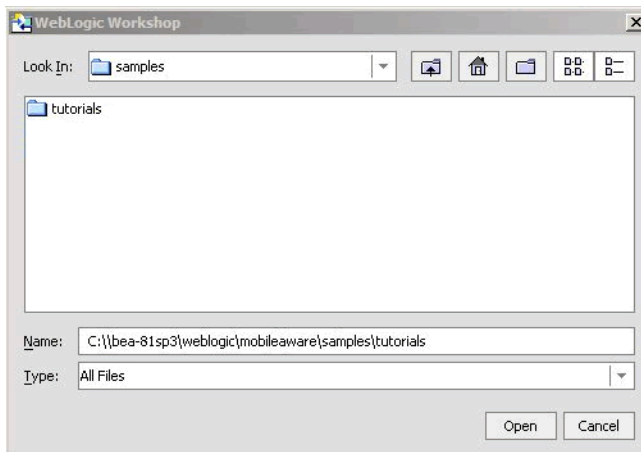 WebLogic Workshop
Look In: samples
tutorials
Name: C:\\bea-81sp3\weblogic\mobileaware\samples\tutorials
Type: All Files
Open Cancel